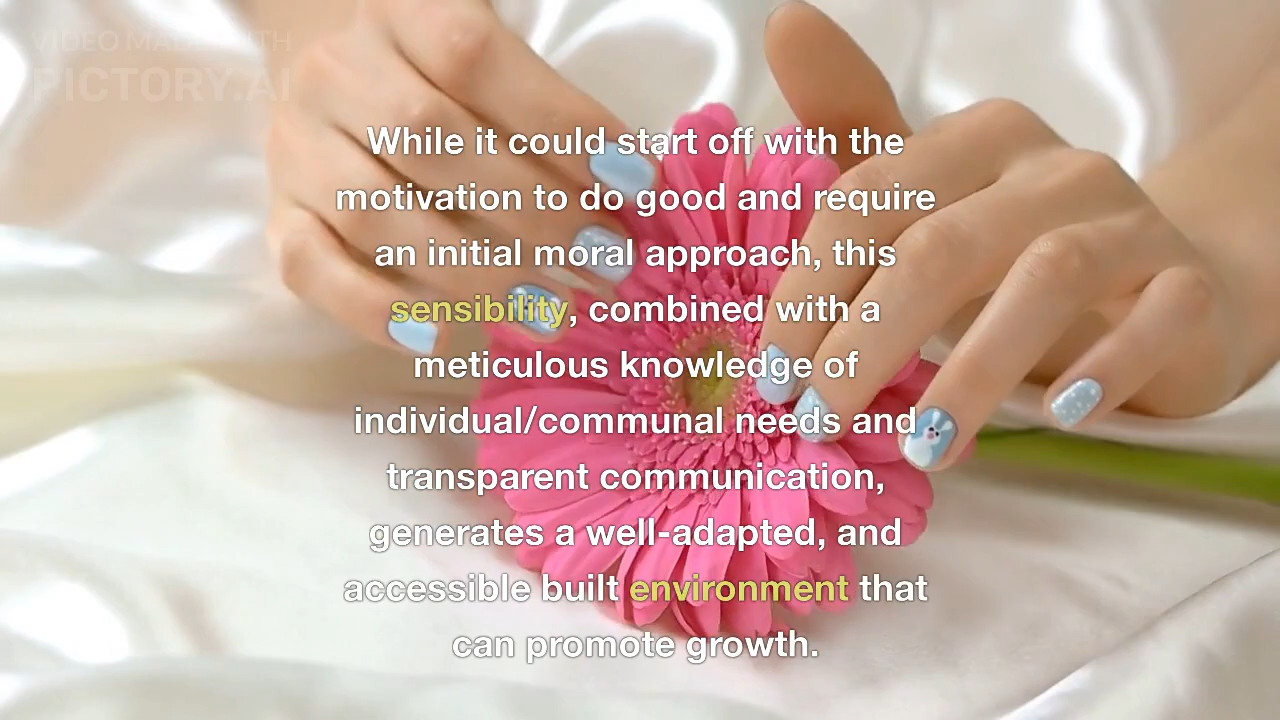 VIDEO MADE WITH
PICTORY.AI
While it could start off with the
motivation to do good and require
an initial moral approach, this
sensibility, combined with a
meticulous knowledge of
individual/communal needs and
transparent communication,
generates a well-adapted, and
accessible built environment that
can promote growth.